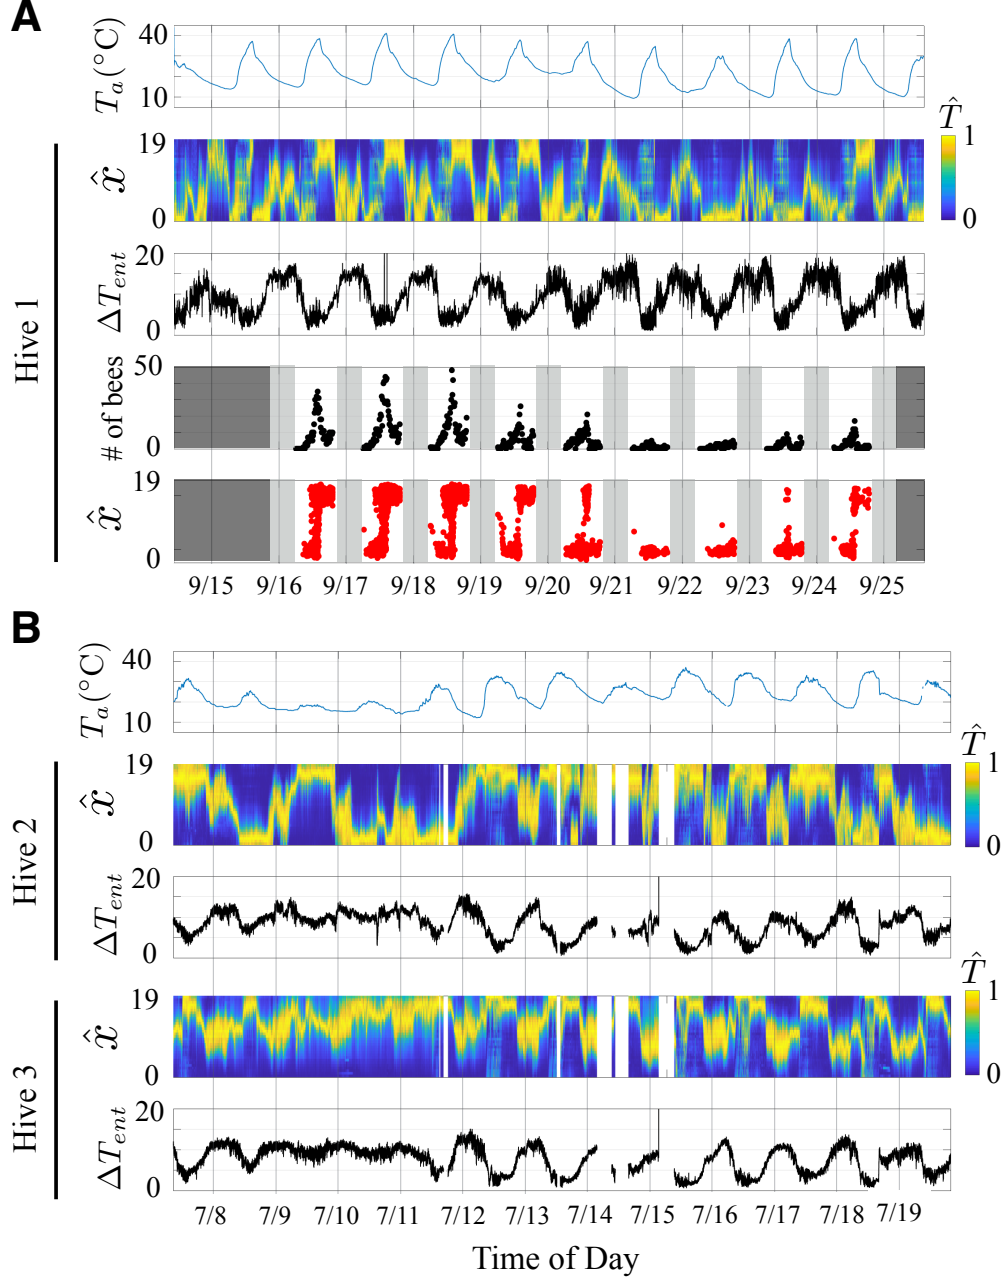 A
T_a(°C)
40
10
T̂
Hive 1
x̂
19
0
1
0
ΔT_ent
20
0
# of bees
50
0
x̂
19
0
9/15 9/16 9/17 9/18 9/19 9/20 9/21 9/22 9/23 9/24 9/25
B
T_a(°C)
40
10
T̂
Hive 2
x̂
19
0
1
0
ΔT_ent
20
0
T̂
Hive 3
x̂
19
0
1
0
ΔT_ent
20
0
7/8 7/9 7/10 7/11 7/12 7/13 7/14 7/15 7/16 7/17 7/18 7/19
Time of Day